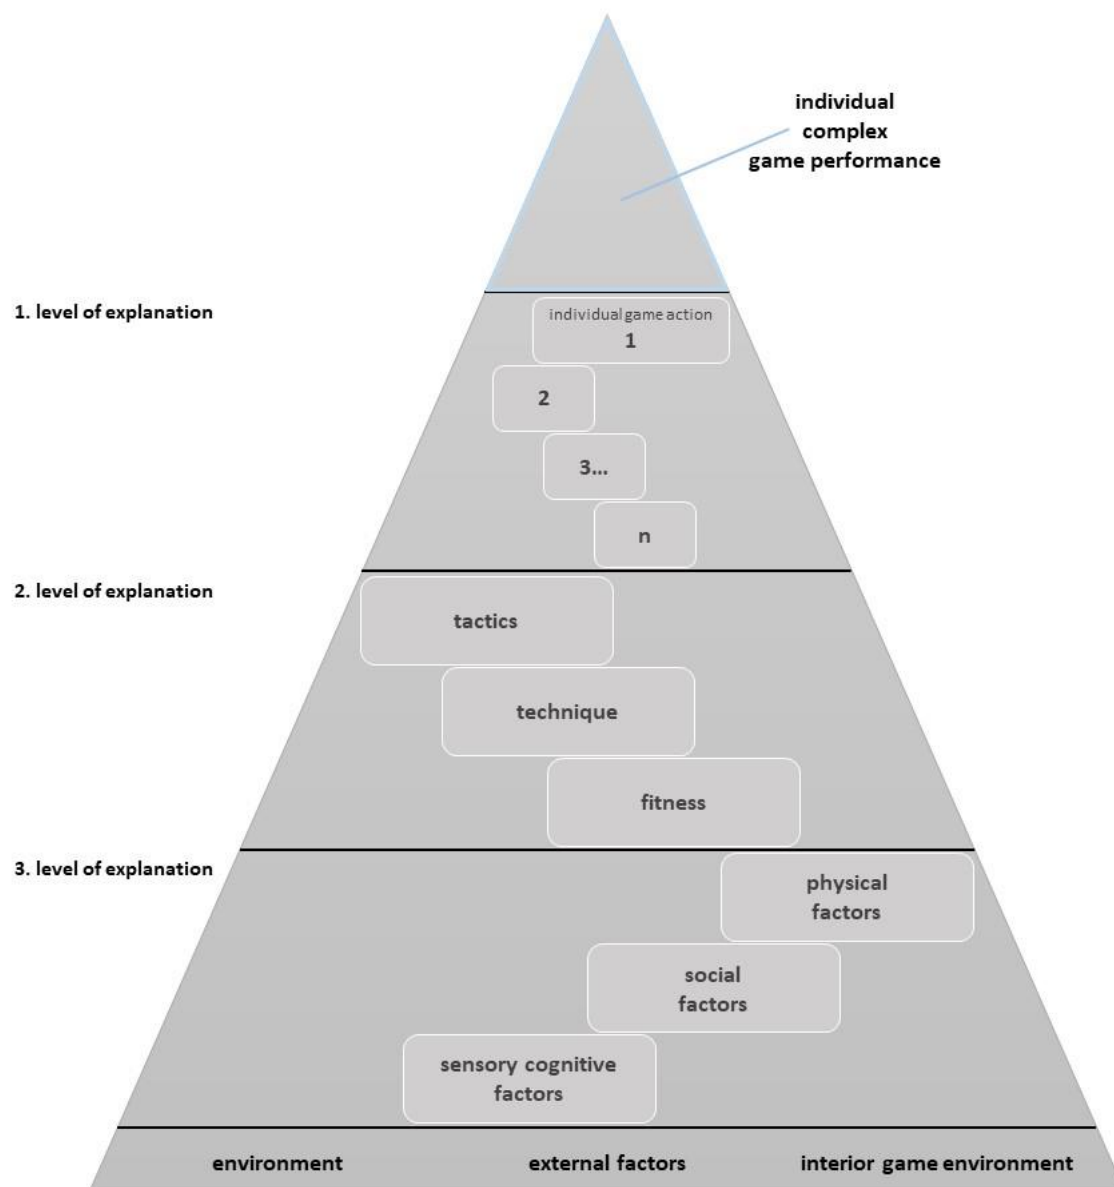 individual
complex
game performance
1. level of explanation
individual game action
1
2
3...
n
2. level of explanation
tactics
technique
fitness
3. level of explanation
physical
factors
social
factors
sensory cognitive
factors
environment
external factors
interior game environment